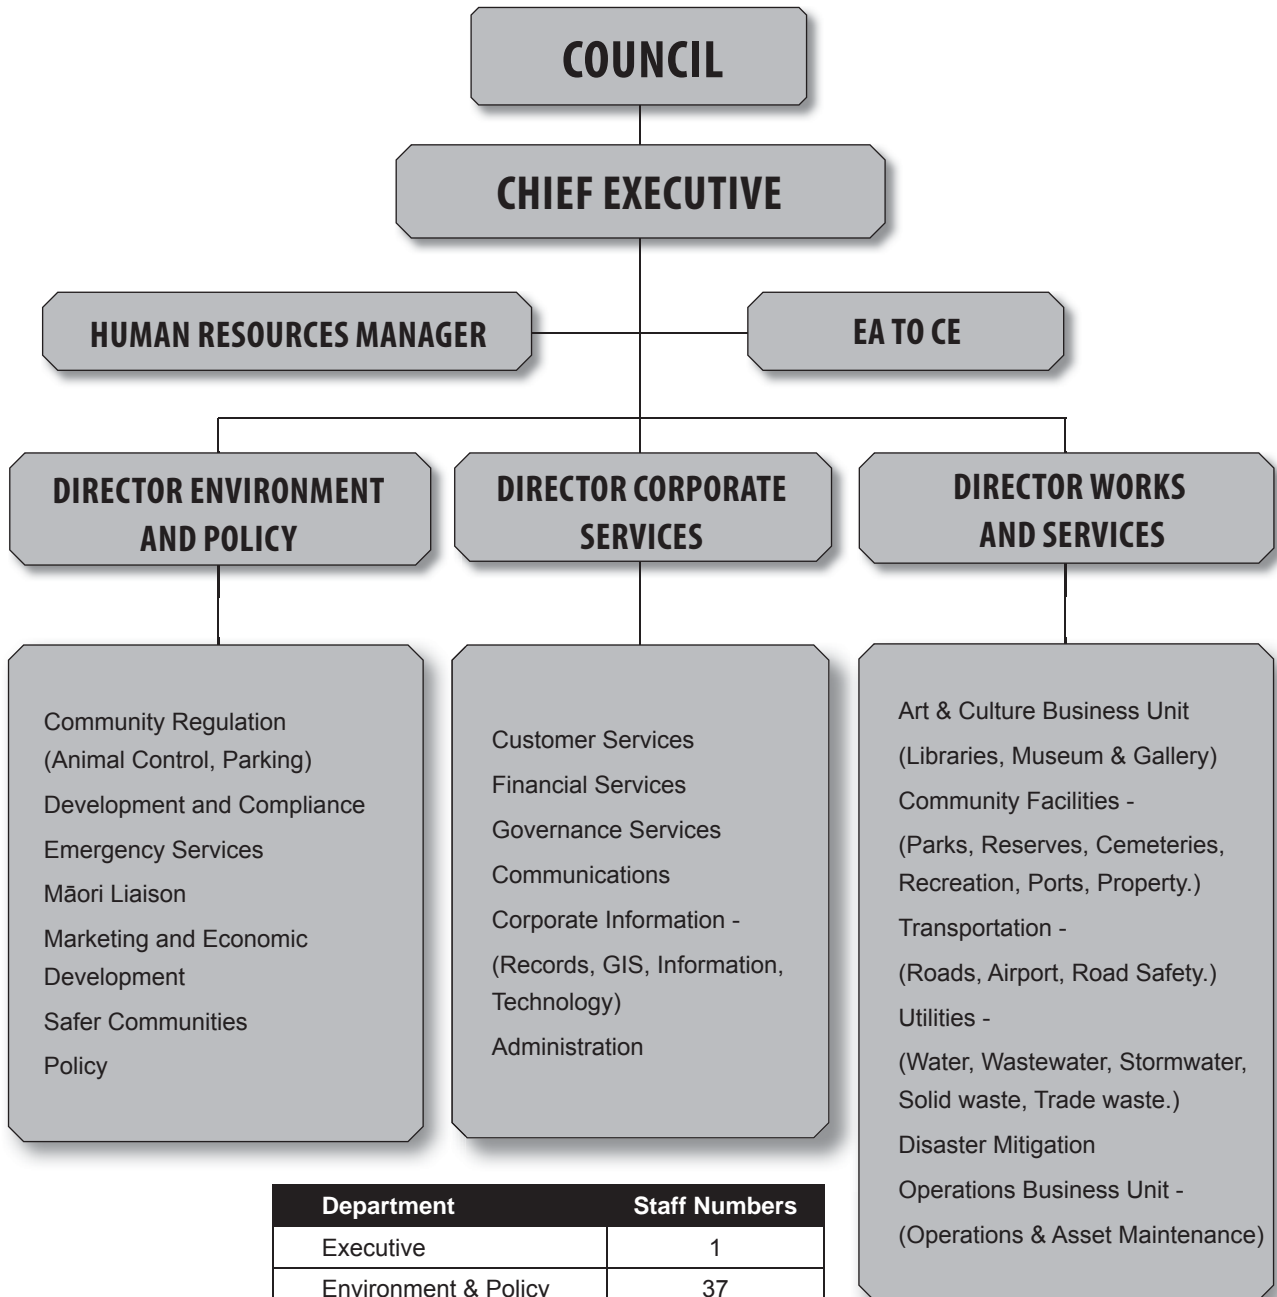 COUNCIL
CHIEF EXECUTIVE
HUMAN RESOURCES MANAGER
EA TO CE
DIRECTOR ENVIRONMENT
AND POLICY
DIRECTOR CORPORATE
SERVICES
DIRECTOR WORKS
AND SERVICES
Community Regulation
(Animal Control, Parking)
Development and Compliance
Emergency Services
Māori Liaison
Marketing and Economic
Development
Safer Communities
Policy
Customer Services
Financial Services
Governance Services
Communications
Corporate Information -
(Records, GIS, Information,
Technology)
Administration
Art & Culture Business Unit
(Libraries, Museum & Gallery)
Community Facilities -
(Parks, Reserves, Cemeteries,
Recreation, Ports, Property.)
Transportation -
(Roads, Airport, Road Safety.)
Utilities -
(Water, Wastewater, Stormwater,
Solid waste, Trade waste.)
Disaster Mitigation
Operations Business Unit -
(Operations & Asset Maintenance)
Department Staff Numbers
Executive 1
Environment & Policy 37